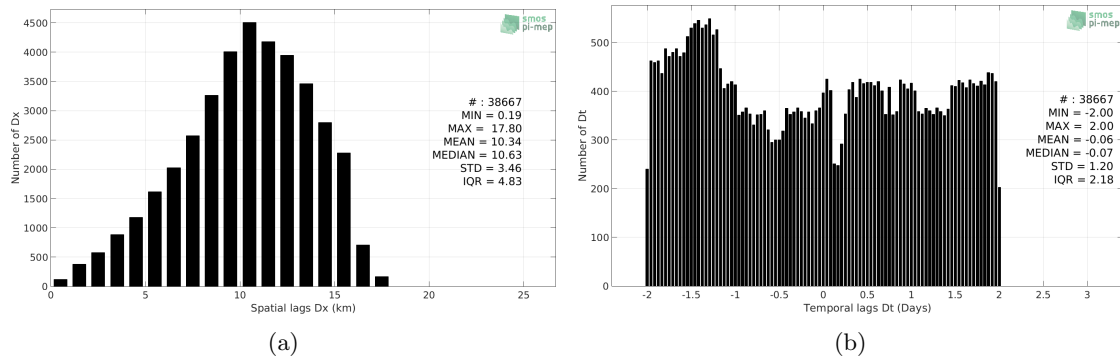 4500
4000
3500
3000
2500
2000
1500
1000
500
0
Number of Dx
smos
pi-mep
# : 38667
MIN = 0.19
MAX = 17.80
MEAN = 10.34
MEDIAN = 10.63
STD = 3.46
IQR = 4.83
0 5 10 15 20 25
Spatial lags Dx (km)
(a)
500
400
300
200
100
0
Number of Dt
smos
pi-mep
# : 38667
MIN = -2.00
MAX = 2.00
MEAN = -0.06
MEDIAN = -0.07
STD = 1.20
IQR = 2.18
-2 -1.5 -1 -0.5 0 0.5 1 1.5 2 2.5 3
Temporal lags Dt (Days)
(b)